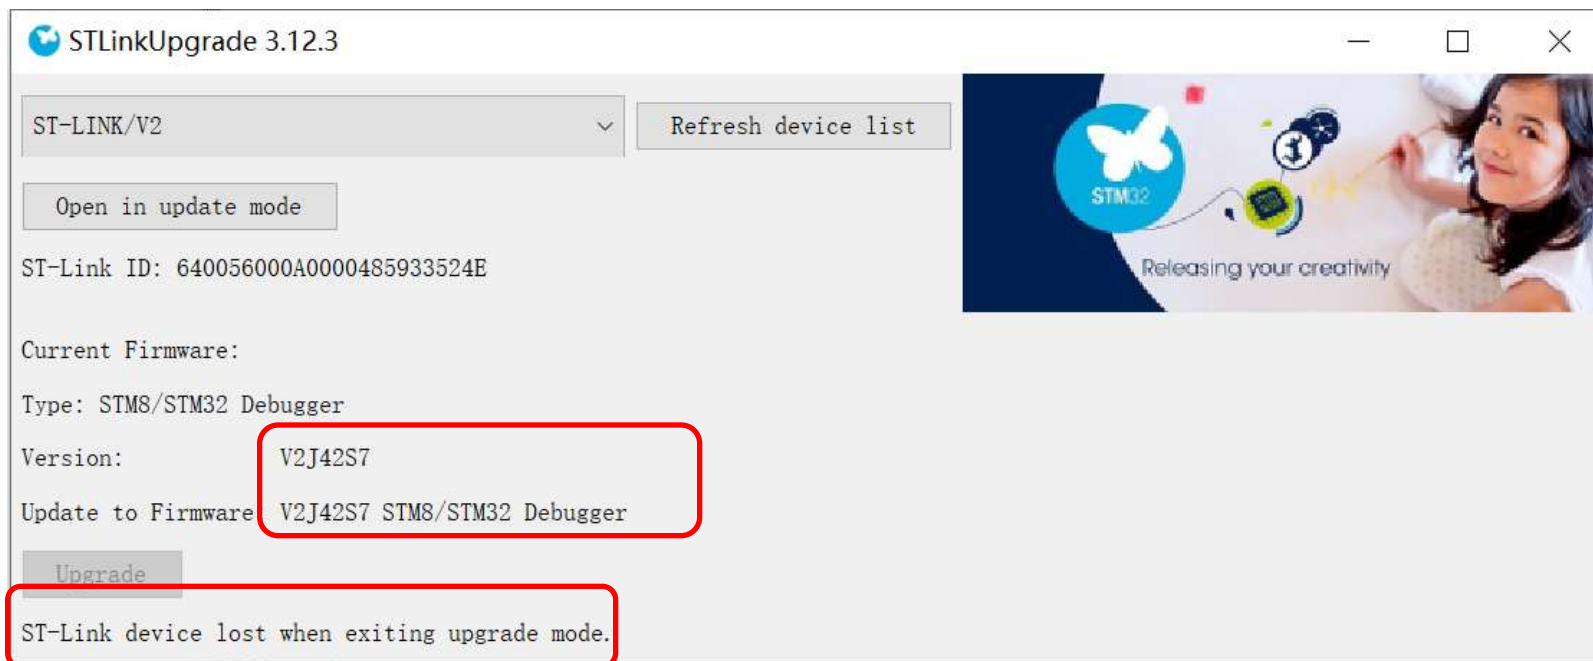 STLinkUpgrade 3.12.3
ST-LINK/V2
Refresh device list
Open in update mode
STM32
Releasing your creativity
ST-Link ID: 640056000A0000485933524E
Current Firmware:
Type: STM8/STM32 Debugger
Version: V2J42S7
Update to Firmware V2J42S7 STM8/STM32 Debugger
Upgrade
ST-Link device lost when exiting upgrade mode.